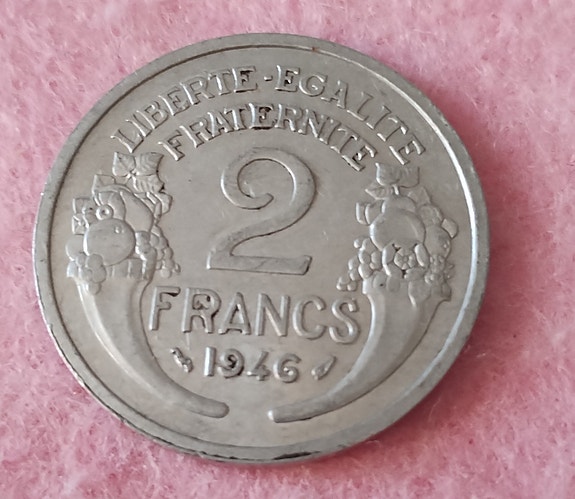 LIBERTE-EGALITE
FRATERNITE
2
FRANCS
1946